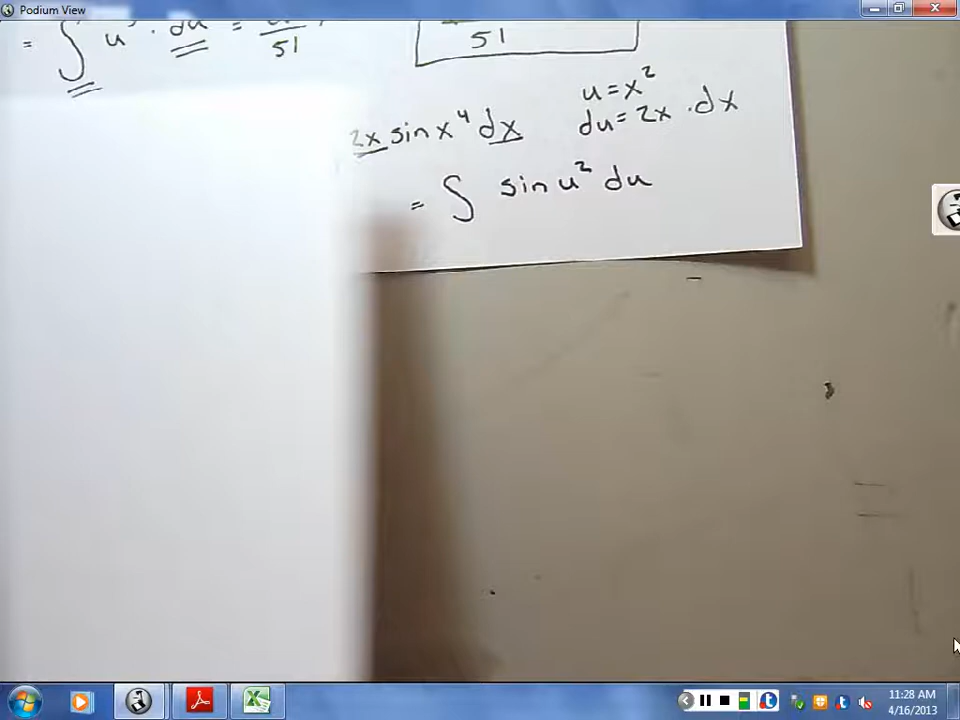 Podium View
= ∫ u · du =
51
51
u = x²
2x sin x⁴ dx
du = 2x · dx
= ∫ sin u² du
11:28 AM
4/16/2013